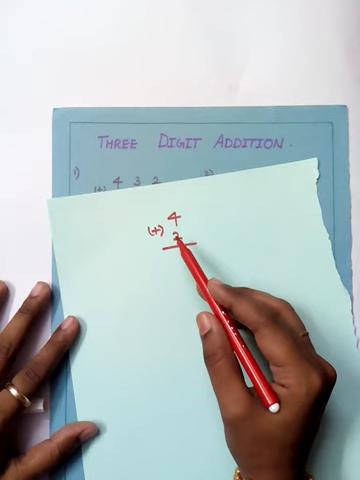 THREE DIGIT ADDITION.
1)
(+) 4 3 2
4
(+) 2